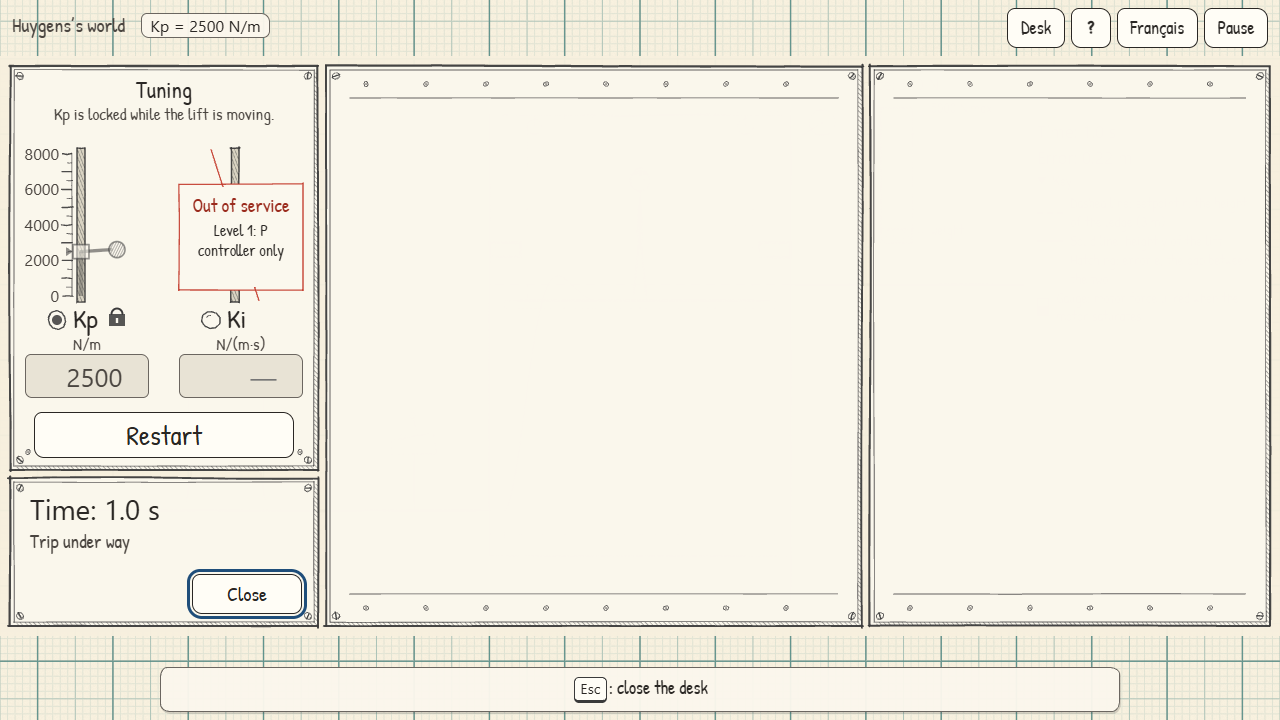 Huygens's world
Kp = 2500 N/m
Desk
?
Français
Pause
Tuning
Kp is locked while the lift is moving.
8000
6000
4000
2000
0
Out of service
Level 1: P
controller only
Kp
Ki
N/m
N/(m·s)
2500
—
Restart
Time: 1.0 s
Trip under way
Close
Esc : close the desk